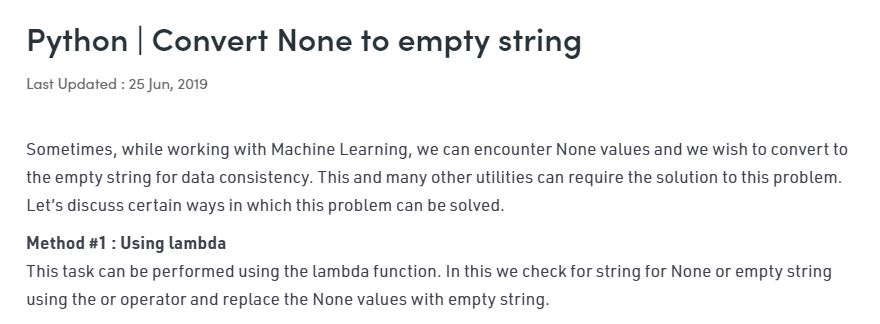 Python | Convert None to empty string
Last Updated : 25 Jun, 2019
Sometimes, while working with Machine Learning, we can encounter None values and we wish to convert to
the empty string for data consistency. This and many other utilities can require the solution to this problem.
Let’s discuss certain ways in which this problem can be solved.
Method #1 : Using lambda
This task can be performed using the lambda function. In this we check for string for None or empty string
using the or operator and replace the None values with empty string.